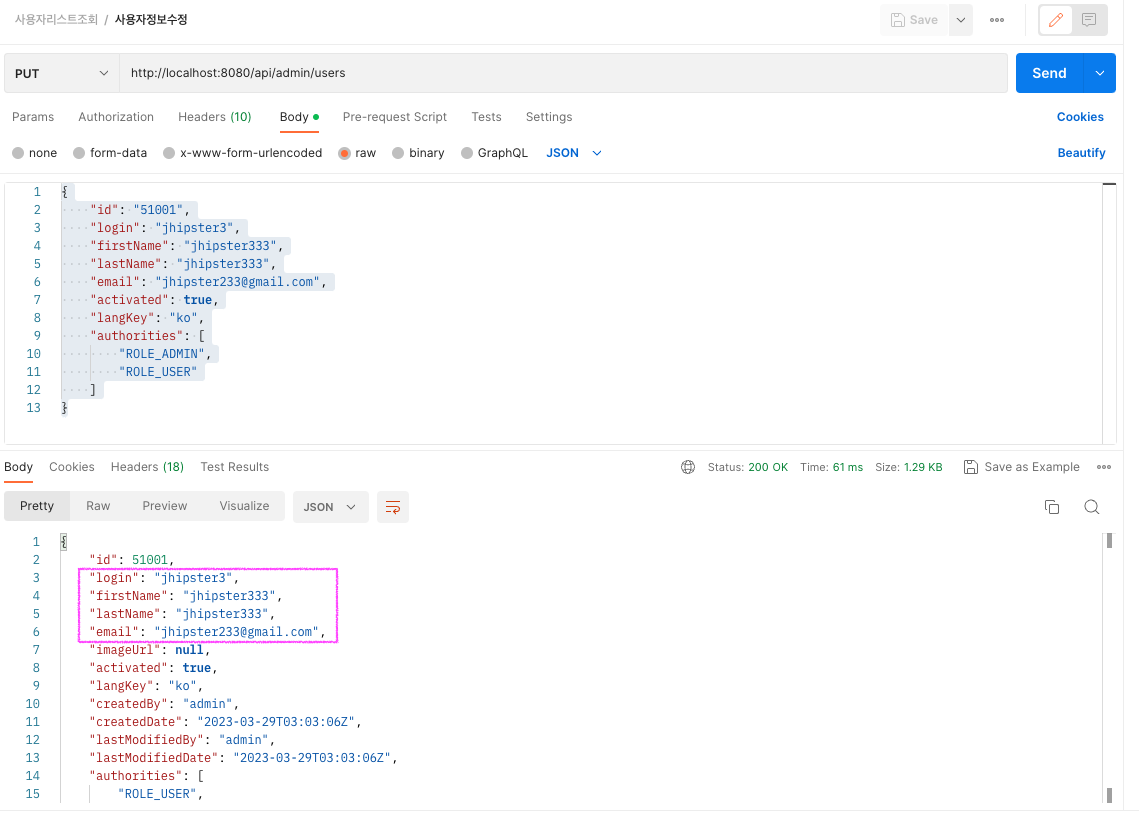 사용자리스트조회 / 사용자정보수정
Save
PUT http://localhost:8080/api/admin/users Send
Params Authorization Headers (10) Body Pre-request Script Tests Settings Cookies
none form-data x-www-form-urlencoded raw binary GraphQL JSON Beautify
1 {
2 "id": "51001",
3 "login": "jhipster3",
4 "firstName": "jhipster333",
5 "lastName": "jhipster333",
6 "email": "jhipster233@gmail.com",
7 "activated": true,
8 "langKey": "ko",
9 "authorities": [
10 "ROLE_ADMIN",
11 "ROLE_USER"
12 ]
13 }
Body Cookies Headers (18) Test Results Status: 200 OK Time: 61 ms Size: 1.29 KB Save as Example
Pretty Raw Preview Visualize JSON
1 {
2 "id": 51001,
3 "login": "jhipster3",
4 "firstName": "jhipster333",
5 "lastName": "jhipster333",
6 "email": "jhipster233@gmail.com",
7 "imageUrl": null,
8 "activated": true,
9 "langKey": "ko",
10 "createdBy": "admin",
11 "createdDate": "2023-03-29T03:03:06Z",
12 "lastModifiedBy": "admin",
13 "lastModifiedDate": "2023-03-29T03:03:06Z",
14 "authorities": [
15 "ROLE_USER",